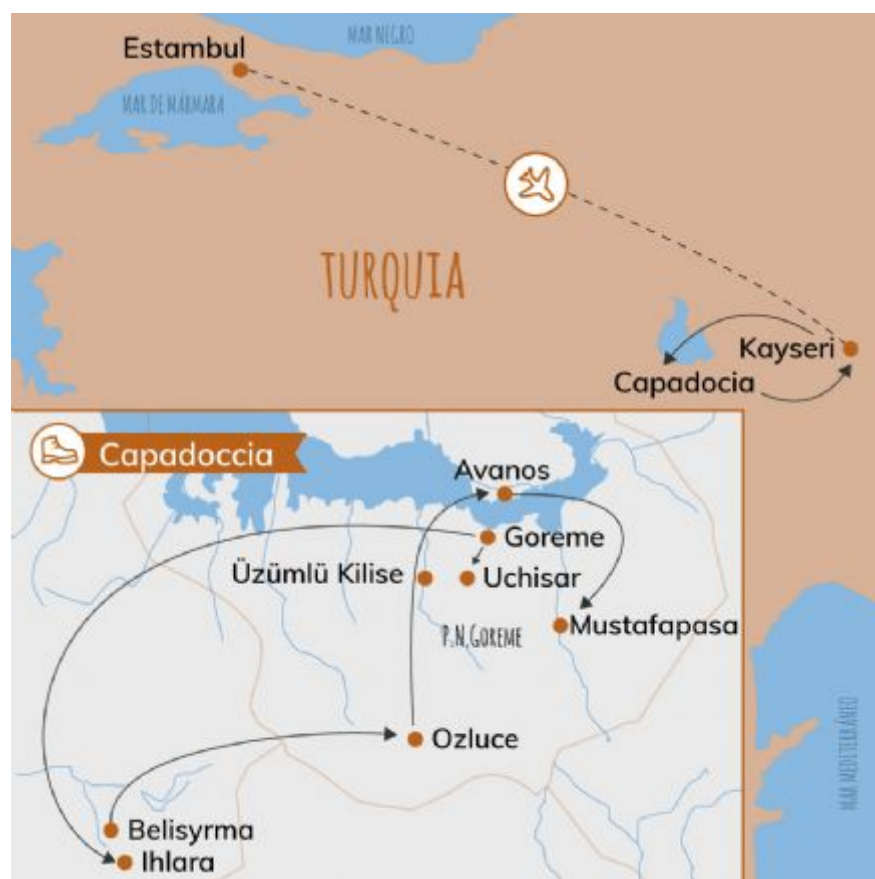 MAR NEGRO
Estambul
MAR DE MÁRMARA
TURQUIA
Kayseri
Capadocia
Capadoccia
Avanos
Goreme
Üzümlü Kilise
Uchisar
Mustafapasa
P.N.GOREME
Ozluce
Belisyrma
Ihlara
MAR MEDITERRÁNEO